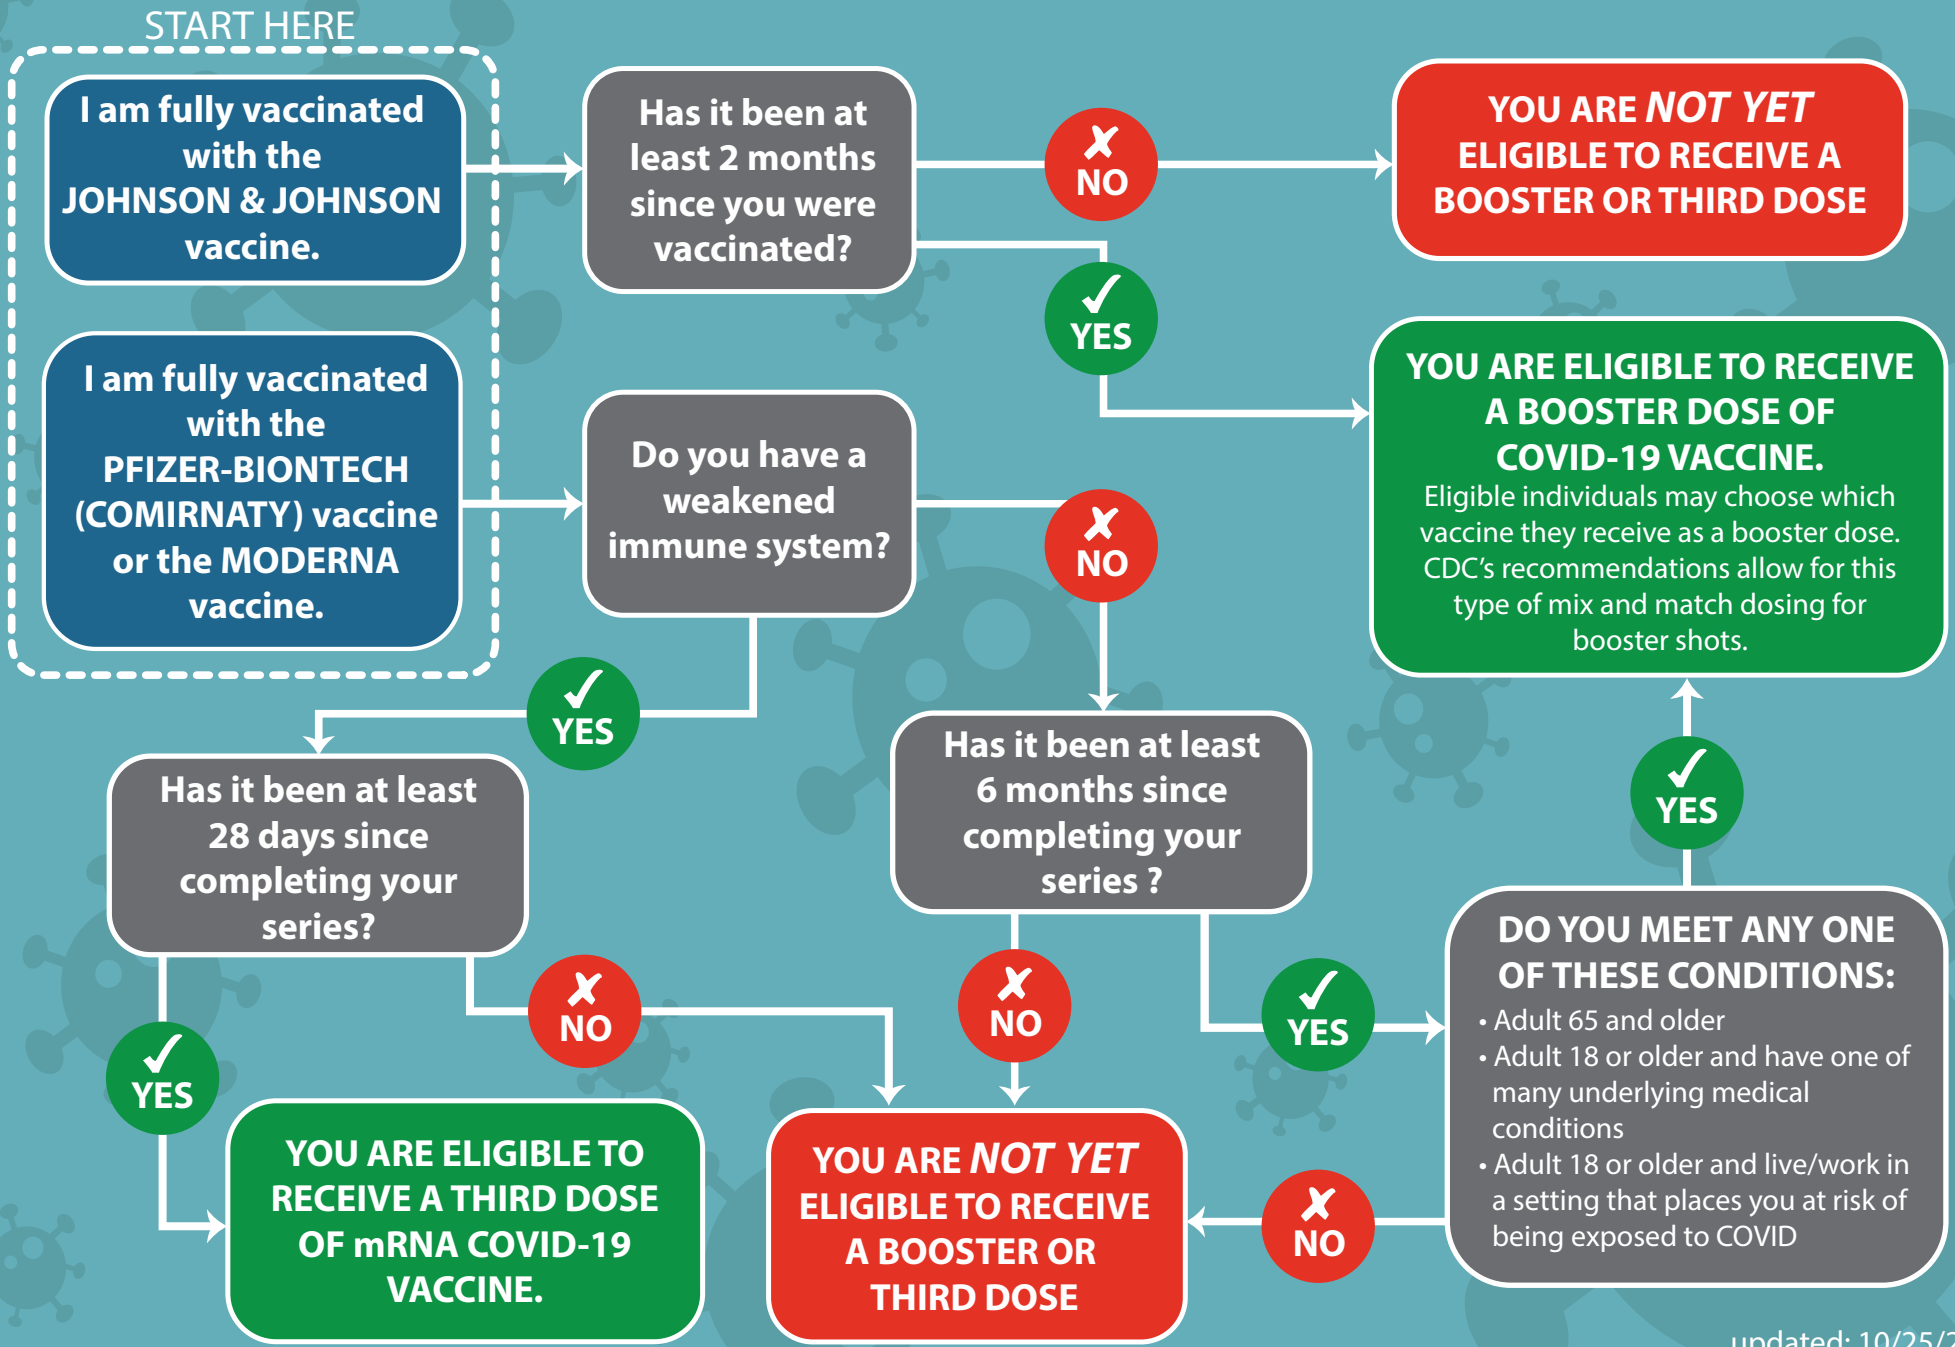 START HERE
I am fully vaccinated
with the
JOHNSON & JOHNSON
vaccine.
Has it been at
least 2 months
since you were
vaccinated?
✘
NO
YOU ARE NOT YET
ELIGIBLE TO RECEIVE A
BOOSTER OR THIRD DOSE
✓
YES
I am fully vaccinated
with the
PFIZER-BIONTECH
(COMIRNATY) vaccine
or the MODERNA
vaccine.
Do you have a
weakened
immune system?
✘
NO
YOU ARE ELIGIBLE TO RECEIVE
A BOOSTER DOSE OF
COVID-19 VACCINE.
Eligible individuals may choose which
vaccine they receive as a booster dose.
CDC's recommendations allow for this
type of mix and match dosing for
booster shots.
✓
YES
Has it been at least
28 days since
completing your
series?
Has it been at least
6 months since
completing your
series ?
✓
YES
DO YOU MEET ANY ONE
OF THESE CONDITIONS:
• Adult 65 and older
• Adult 18 or older and have one of
many underlying medical
conditions
• Adult 18 or older and live/work in
a setting that places you at risk of
being exposed to COVID
✓
YES
✘
NO
✘
NO
✓
YES
YOU ARE ELIGIBLE TO
RECEIVE A THIRD DOSE
OF mRNA COVID-19
VACCINE.
YOU ARE NOT YET
ELIGIBLE TO RECEIVE
A BOOSTER OR
THIRD DOSE
✘
NO
updated: 10/25/2